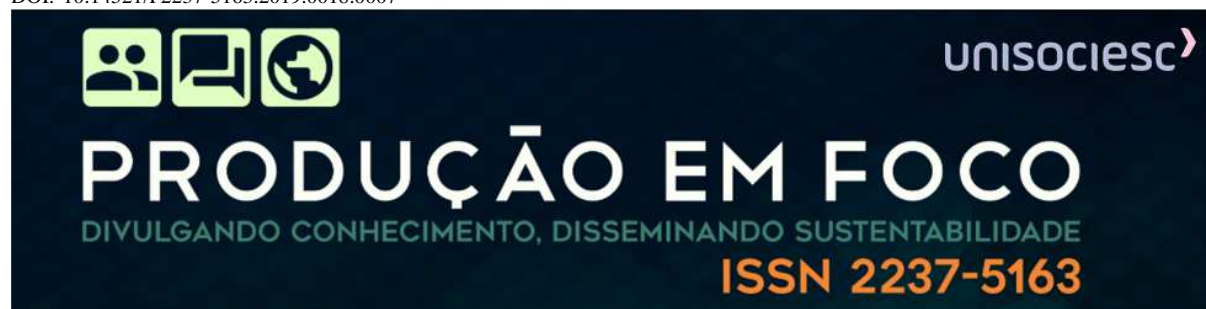 unisociesc
PRODUÇÃO EM FOCO
DIVULGANDO CONHECIMENTO, DISSEMINANDO SUSTENTABILIDADE
ISSN 2237-5163